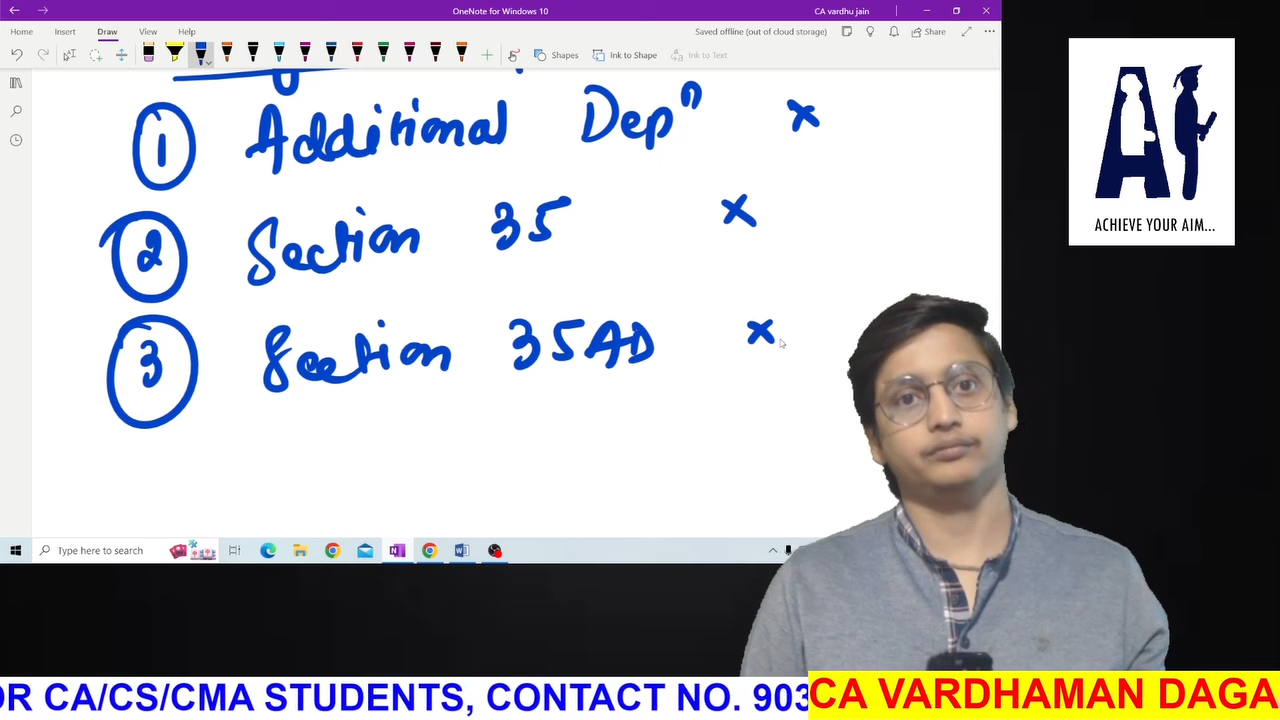 OneNote for Windows 10
CA vardhu jain
Home Insert Draw View Help
Saved offline (out of cloud storage) Share
Shapes Ink to Shape Ink to Text
1 Additional Depn x
2 Section 35 x
3 Section 35AD x
ACHIEVE YOUR AIM...
Type here to search
OR CA/CS/CMA STUDENTS, CONTACT NO. 903
CA VARDHAMAN DAGA